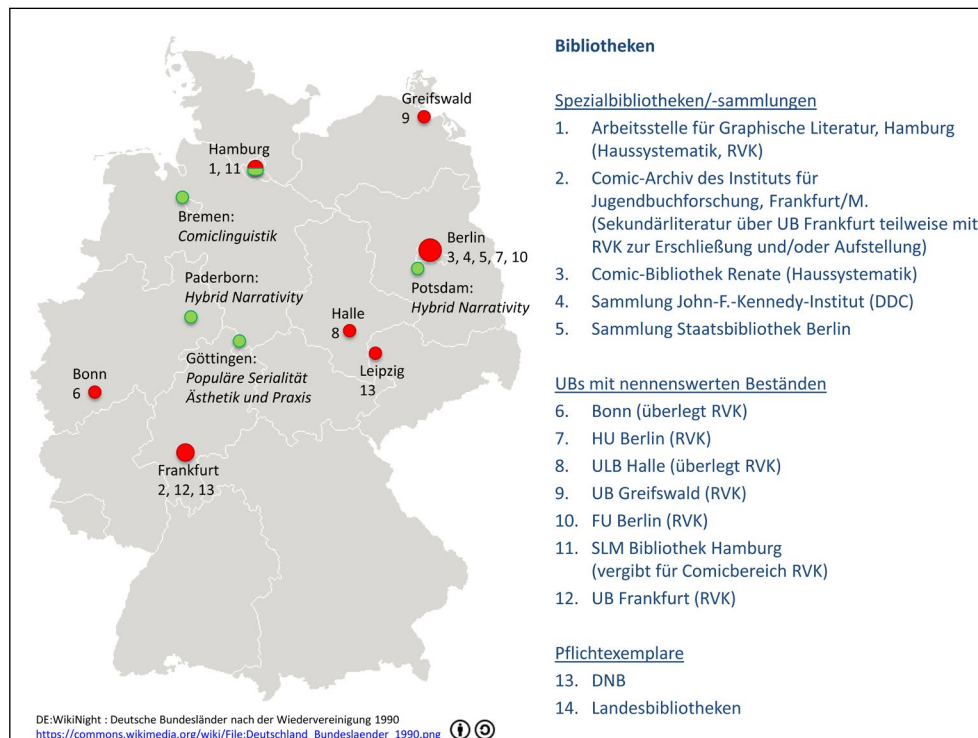 Greifswald
9
Hamburg
1, 11
Bremen:
Comiclinguistik
Berlin
3, 4, 5, 7, 10
Paderborn:
Hybrid Narrativity
Potsdam:
Hybrid Narrativity
Halle
8
Göttingen:
Populäre Serialität
Ästhetik und Praxis
Leipzig
13
Bonn
6
Frankfurt
2, 12, 13
DE:WikiNight : Deutsche Bundesländer nach der Wiedervereinigung 1990
https://commons.wikimedia.org/wiki/File:Deutschland_Bundeslaender_1990.png
Bibliotheken
Spezialbibliotheken/-sammlungen
1. Arbeitsstelle für Graphische Literatur, Hamburg
(Haussystematik, RVK)
2. Comic-Archiv des Instituts für
Jugendbuchforschung, Frankfurt/M.
(Sekundärliteratur über UB Frankfurt teilweise mit
RVK zur Erschließung und/oder Aufstellung)
3. Comic-Bibliothek Renate (Haussystematik)
4. Sammlung John-F.-Kennedy-Institut (DDC)
5. Sammlung Staatsbibliothek Berlin
UBs mit nennenswerten Beständen
6. Bonn (überlegt RVK)
7. HU Berlin (RVK)
8. ULB Halle (überlegt RVK)
9. UB Greifswald (RVK)
10. FU Berlin (RVK)
11. SLM Bibliothek Hamburg
(vergibt für Comicbereich RVK)
12. UB Frankfurt (RVK)
Pflichtexemplare
13. DNB
14. Landesbibliotheken